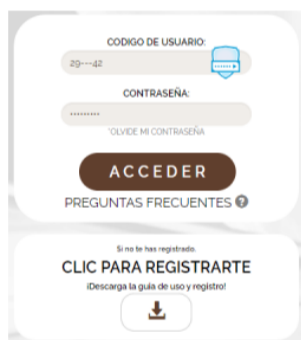 CODIGO DE USUARIO:
29---42
CONTRASEÑA:
·········
*OLVIDE MI CONTRASEÑA
ACCEDER
PREGUNTAS FRECUENTES ?
Si no te has registrado,
CLIC PARA REGISTRARTE
¡Descarga la guia de uso y registro!